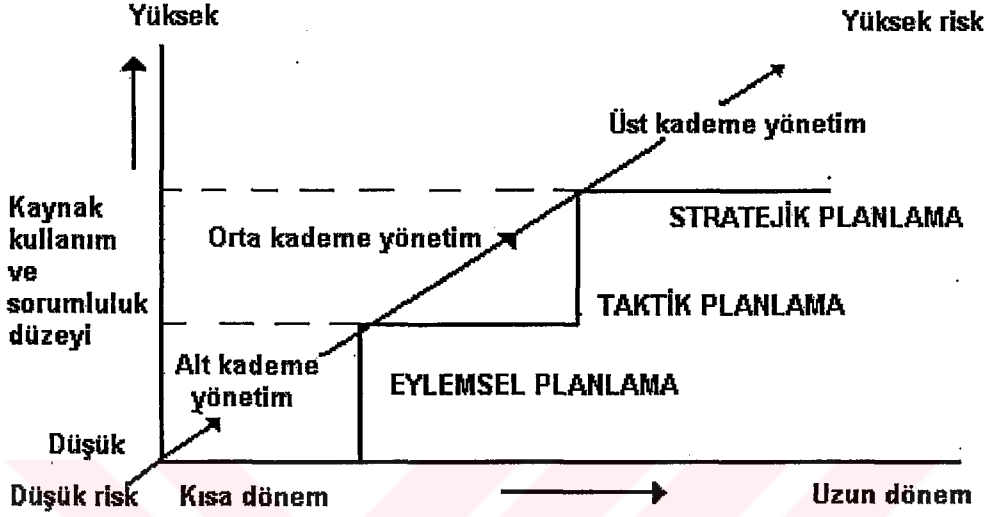 Yüksek
Yüksek risk
Üst kademe yönetim
Kaynak
kullanım
ve
sorumluluk
düzeyi
Orta kademe yönetim
STRATEJİK PLANLAMA
TAKTİK PLANLAMA
Alt kademe
yönetim
EYLEMSEL PLANLAMA
Düşük
Düşük risk
Kısa dönem
Uzun dönem